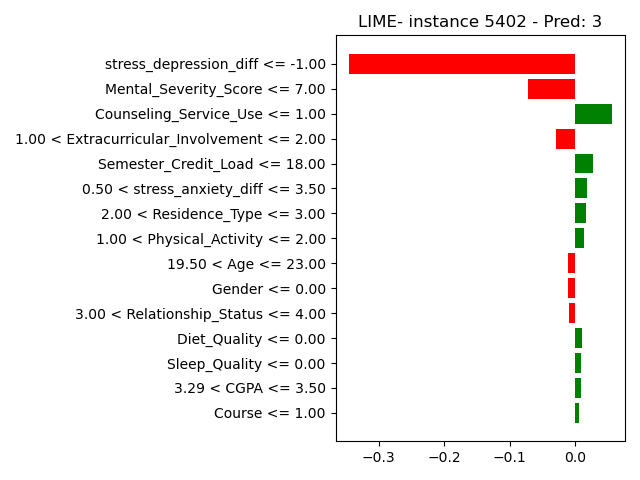 LIME- instance 5402 - Pred: 3
stress_depression_diff <= -1.00
Mental_Severity_Score <= 7.00
Counseling_Service_Use <= 1.00
1.00 < Extracurricular_Involvement <= 2.00
Semester_Credit_Load <= 18.00
0.50 < stress_anxiety_diff <= 3.50
2.00 < Residence_Type <= 3.00
1.00 < Physical_Activity <= 2.00
19.50 < Age <= 23.00
Gender <= 0.00
3.00 < Relationship_Status <= 4.00
Diet_Quality <= 0.00
Sleep_Quality <= 0.00
3.29 < CGPA <= 3.50
Course <= 1.00
−0.3 −0.2 −0.1 0.0